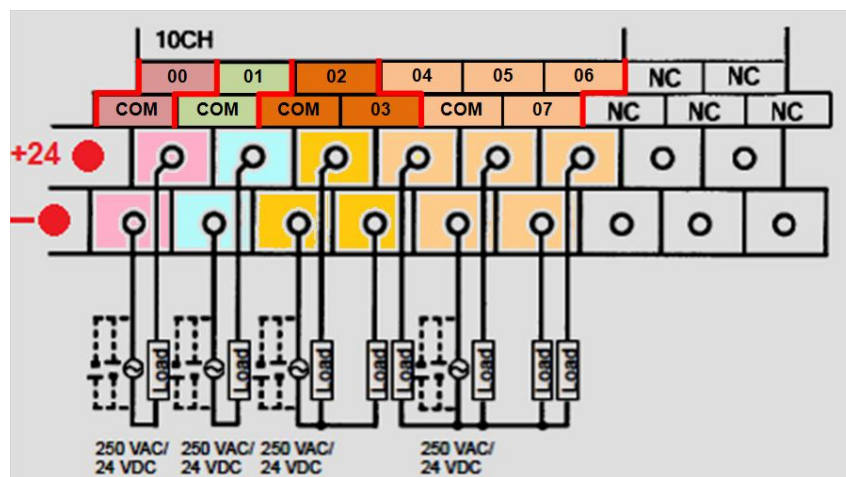 10CH
00 01 02 04 05 06 NC NC
COM COM COM 03 COM 07 NC NC NC
+24
–
Load Load Load Load Load Load Load Load
250 VAC/ 250 VAC/ 250 VAC/ 250 VAC/
24 VDC 24 VDC 24 VDC 24 VDC